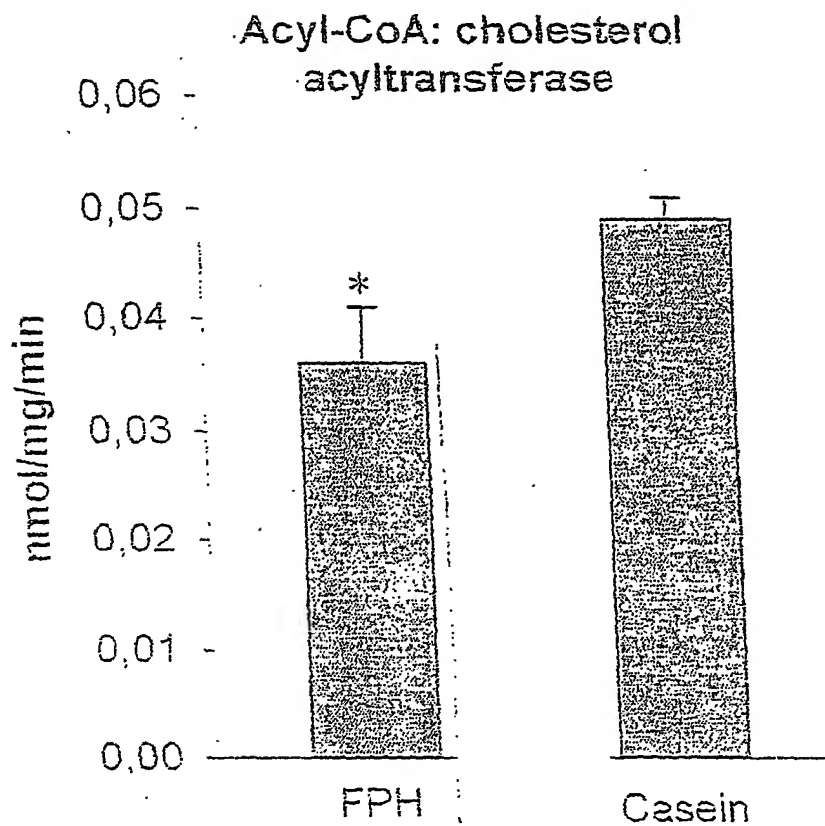 Acyl-CoA: cholesterol
acyltransferase
0,06
0,05
0,04
0,03
0,02
0,01
0,00
nmol/mg/min
*
FPH
Casein